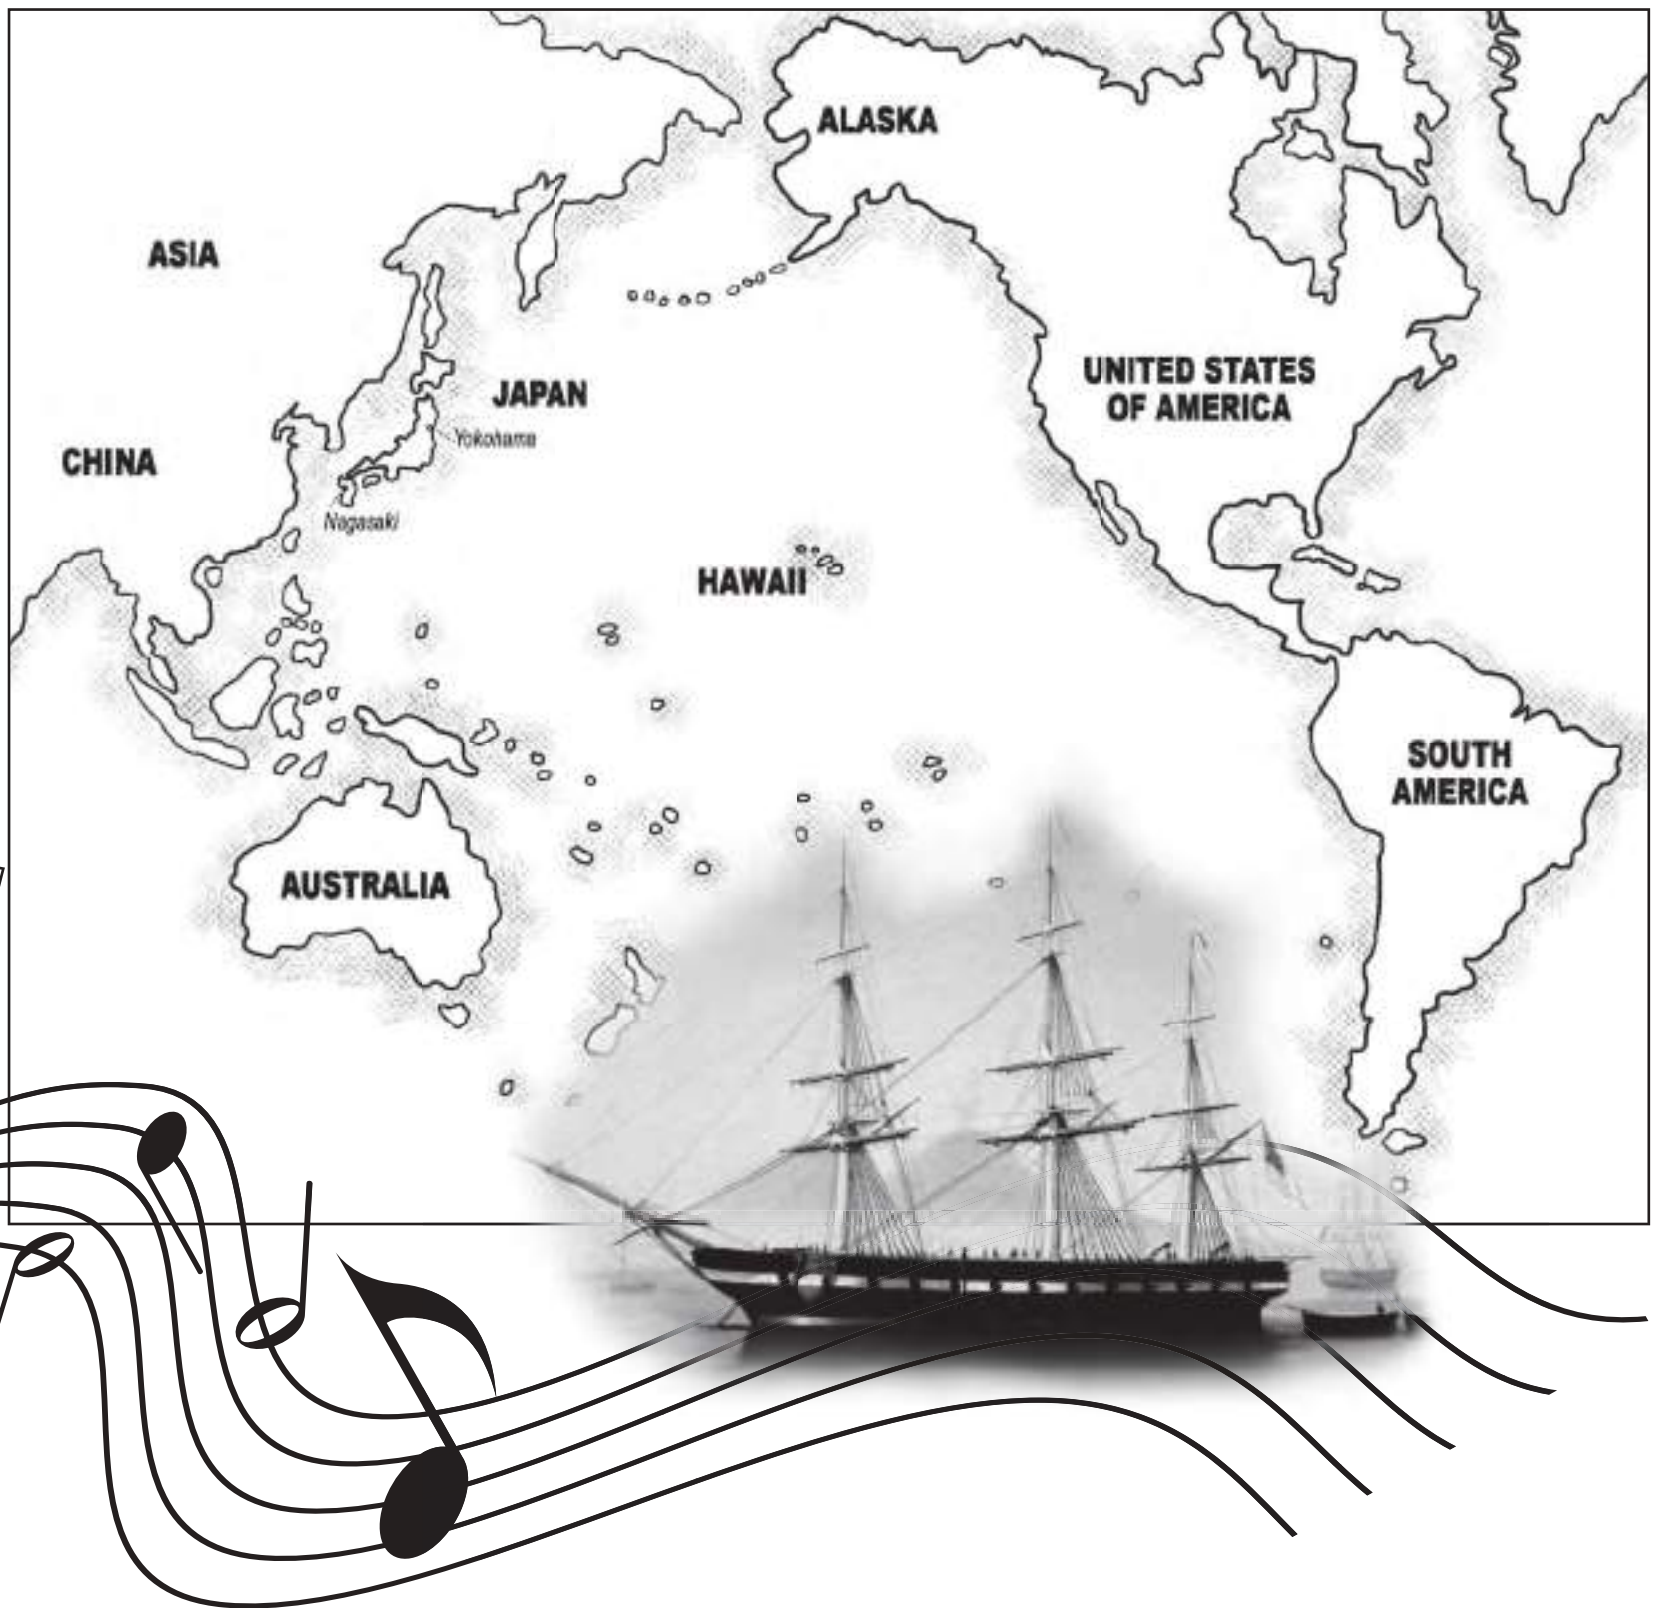 ALASKA
ASIA
UNITED STATES
OF AMERICA
JAPAN
Yokohama
CHINA
Nagasaki
HAWAII
SOUTH
AMERICA
AUSTRALIA